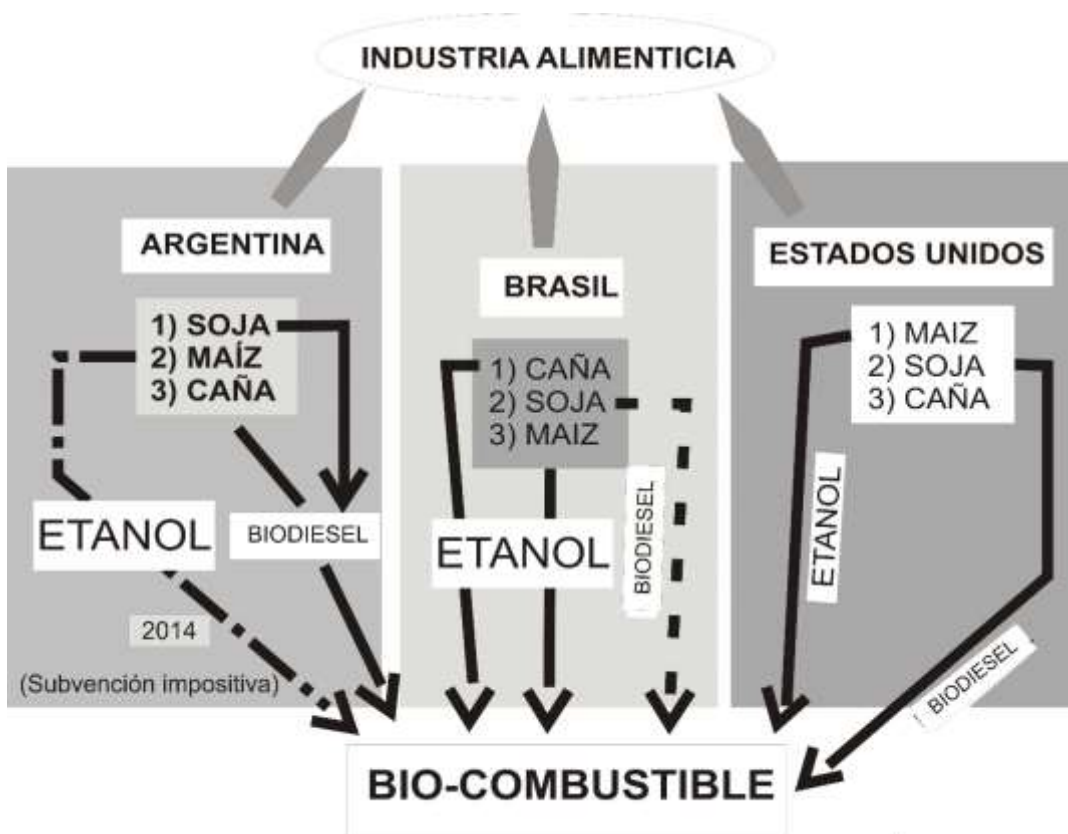 INDUSTRIA ALIMENTICIA
ARGENTINA
1) SOJA
2) MAÍZ
3) CAÑA
ETANOL
BIODIESEL
2014
(Subvención impositiva)
BRASIL
1) CAÑA
2) SOJA
3) MAIZ
ETANOL
BIODIESEL
ESTADOS UNIDOS
1) MAIZ
2) SOJA
3) CAÑA
ETANOL
BIODIESEL
BIO-COMBUSTIBLE